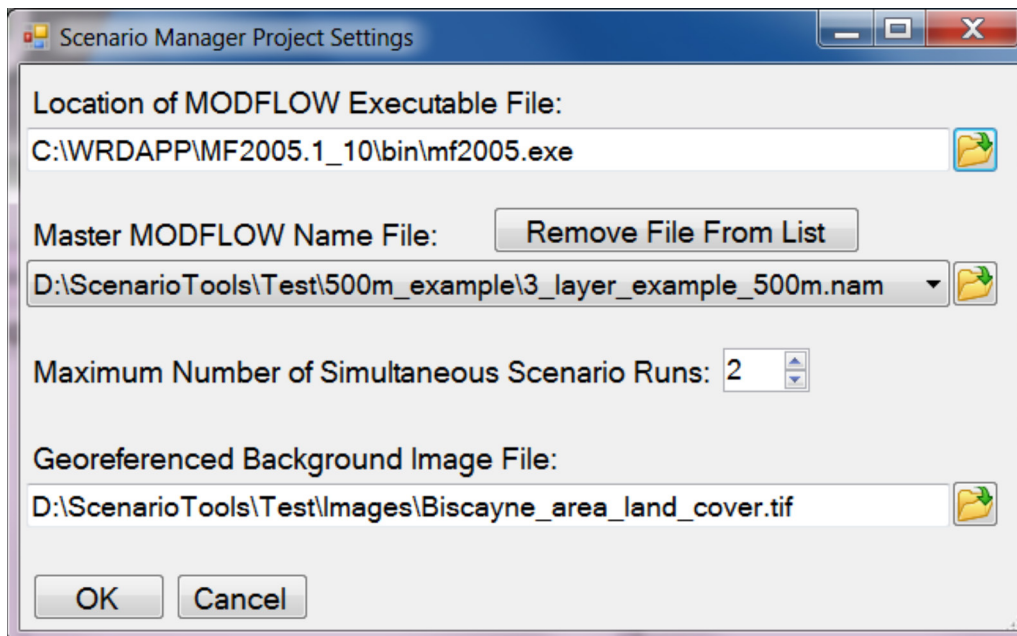 Scenario Manager Project Settings
Location of MODFLOW Executable File:
C:\WRDAPP\MF2005.1_10\bin\mf2005.exe
Master MODFLOW Name File: Remove File From List
D:\ScenarioTools\Test\500m_example\3_layer_example_500m.nam
Maximum Number of Simultaneous Scenario Runs: 2
Georeferenced Background Image File:
D:\ScenarioTools\Test\Images\Biscayne_area_land_cover.tif
OK Cancel